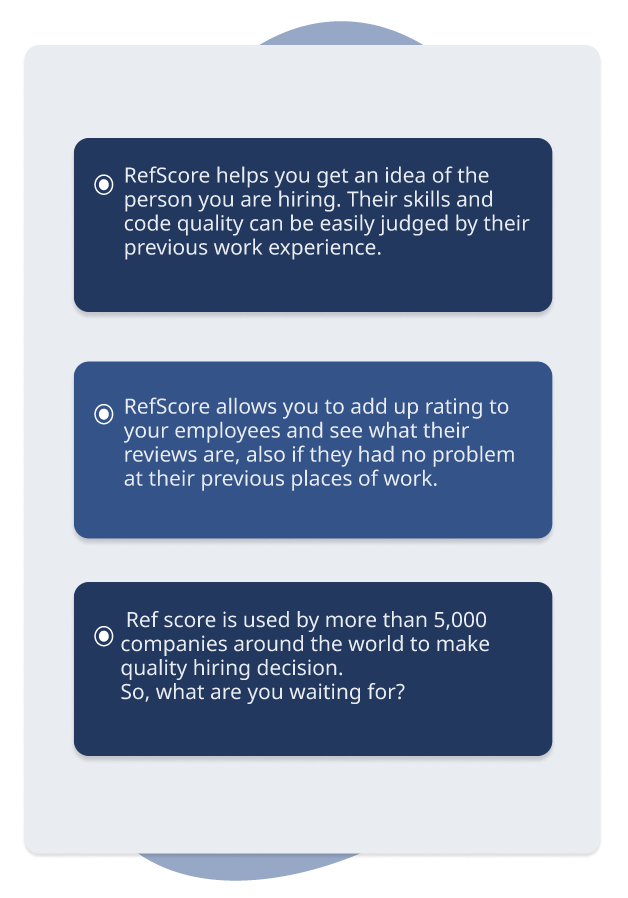 RefScore helps you get an idea of the
person you are hiring. Their skills and
code quality can be easily judged by their
previous work experience.
RefScore allows you to add up rating to
your employees and see what their
reviews are, also if they had no problem
at their previous places of work.
Ref score is used by more than 5,000
companies around the world to make
quality hiring decision.
So, what are you waiting for?